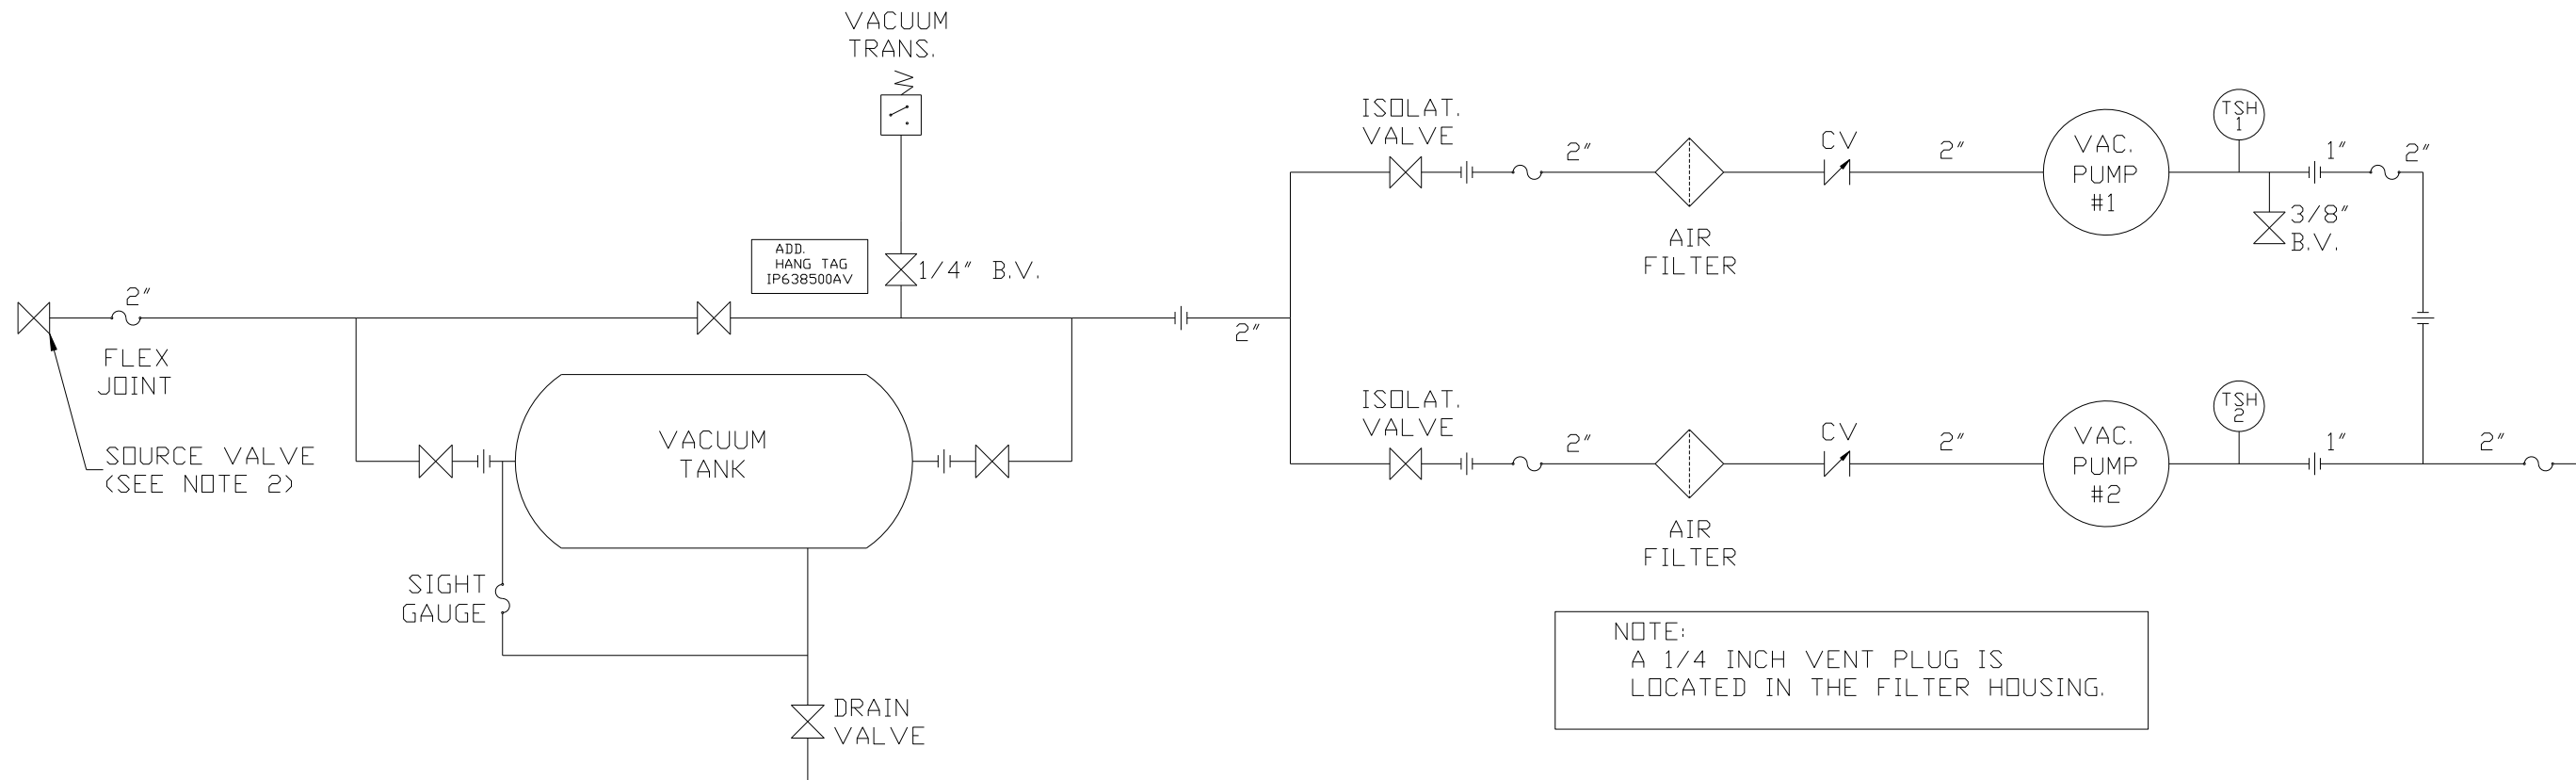 VACUUM
TRANS.
ADD.
HANG TAG
IP638500AV
1/4" B.V.
2"
FLEX
JOINT
SOURCE VALVE
(SEE NOTE 2)
VACUUM
TANK
SIGHT
GAUGE
DRAIN
VALVE
2"
ISOLAT.
VALVE
2"
AIR
FILTER
CV
2"
VAC.
PUMP
#1
TSH
1
1"
2"
3/8"
B.V.
ISOLAT.
VALVE
2"
AIR
FILTER
CV
2"
VAC.
PUMP
#2
TSH
2
1"
2"
NOTE:
A 1/4 INCH VENT PLUG IS
LOCATED IN THE FILTER HOUSING.